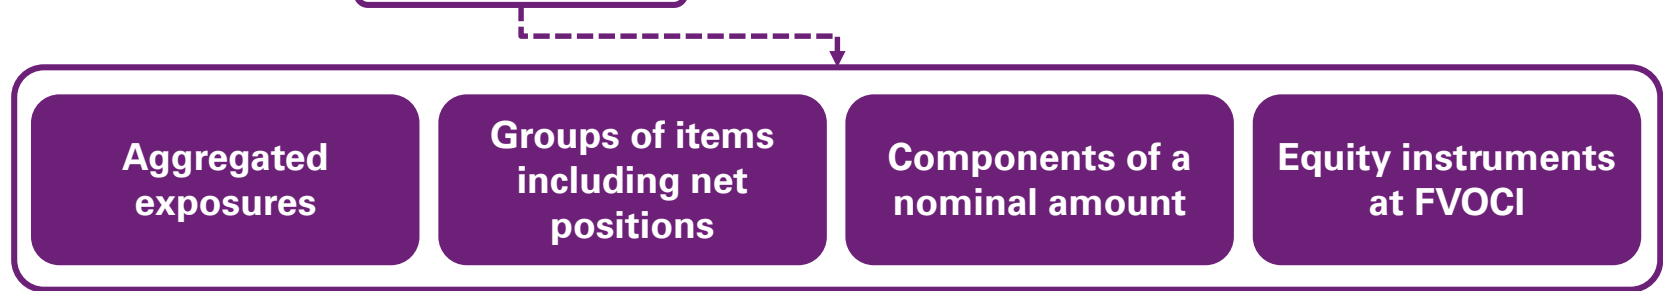 Aggregated
exposures
Groups of items
including net
positions
Components of a
nominal amount
Equity instruments
at FVOCI